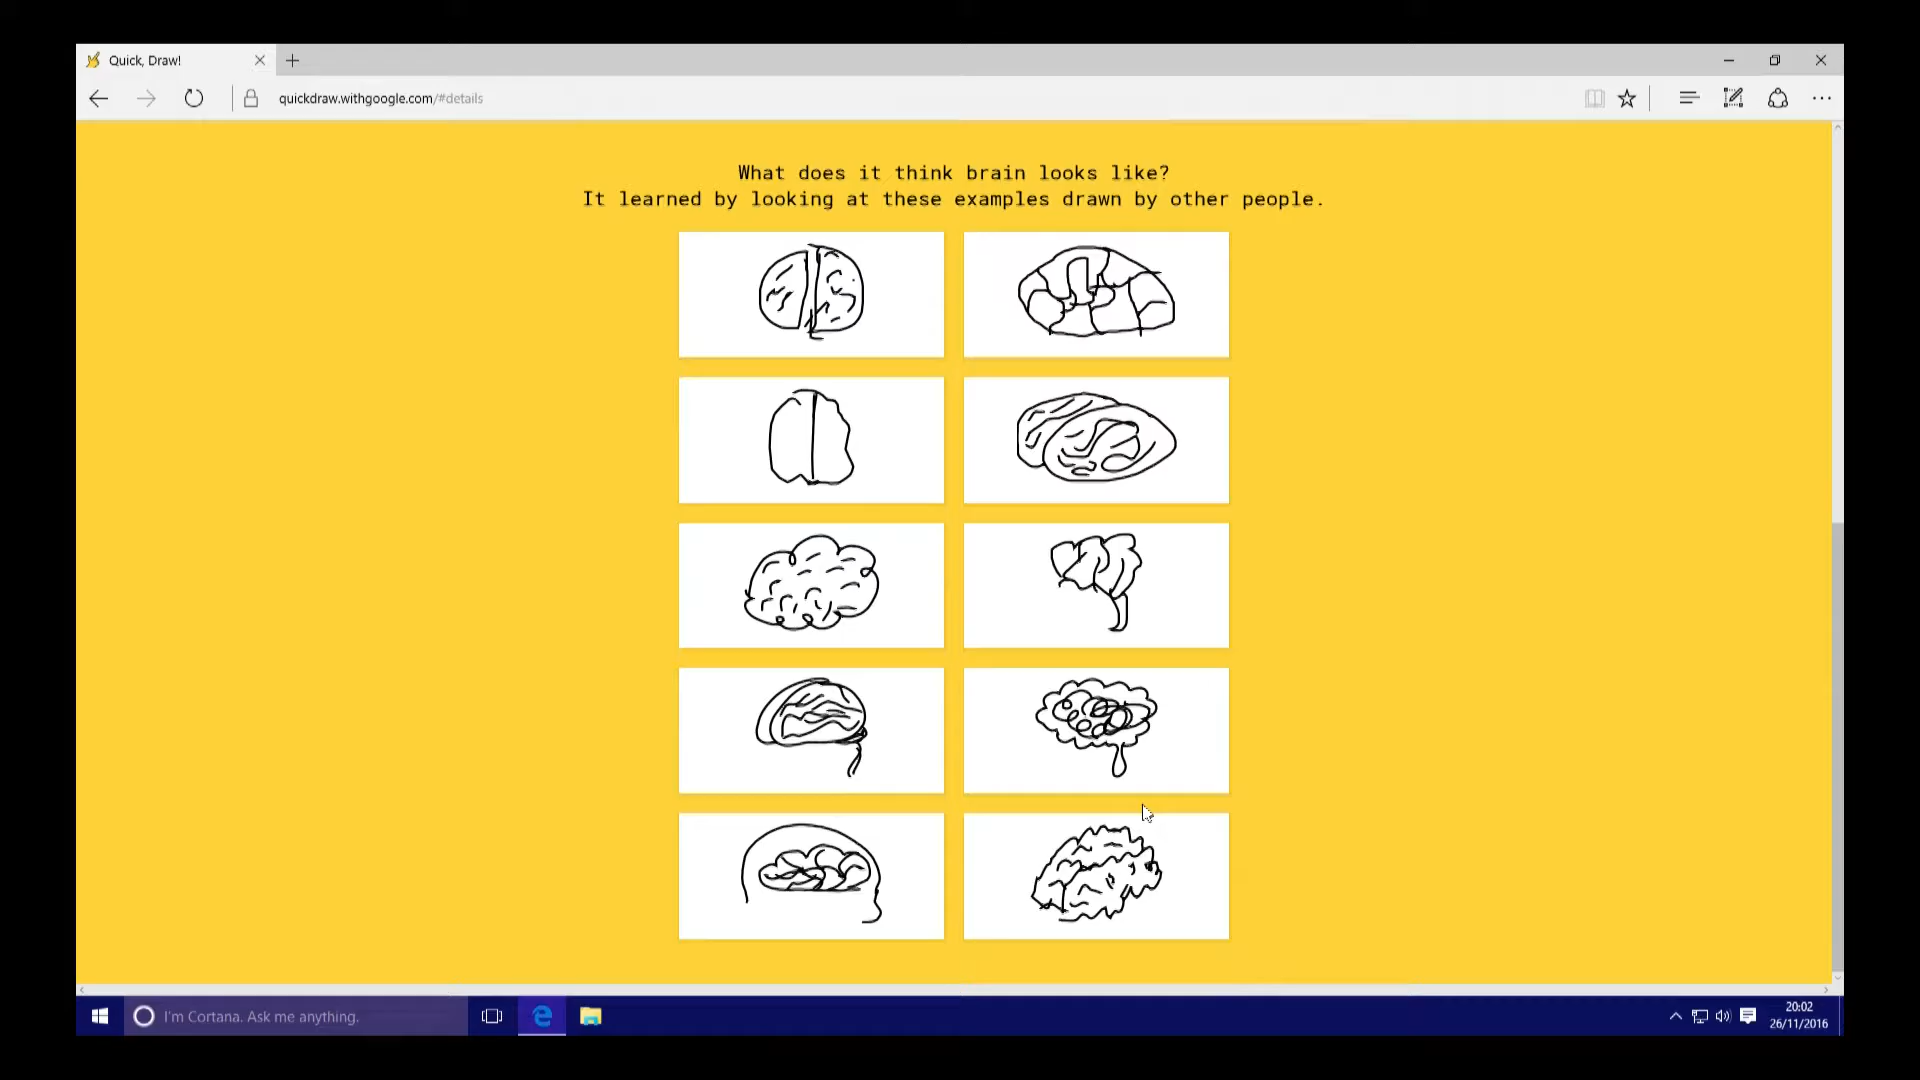 Quick, Draw!
quickdraw.withgoogle.com/#details
What does it think brain looks like?
It learned by looking at these examples drawn by other people.
I'm Cortana. Ask me anything.
20:02
26/11/2016